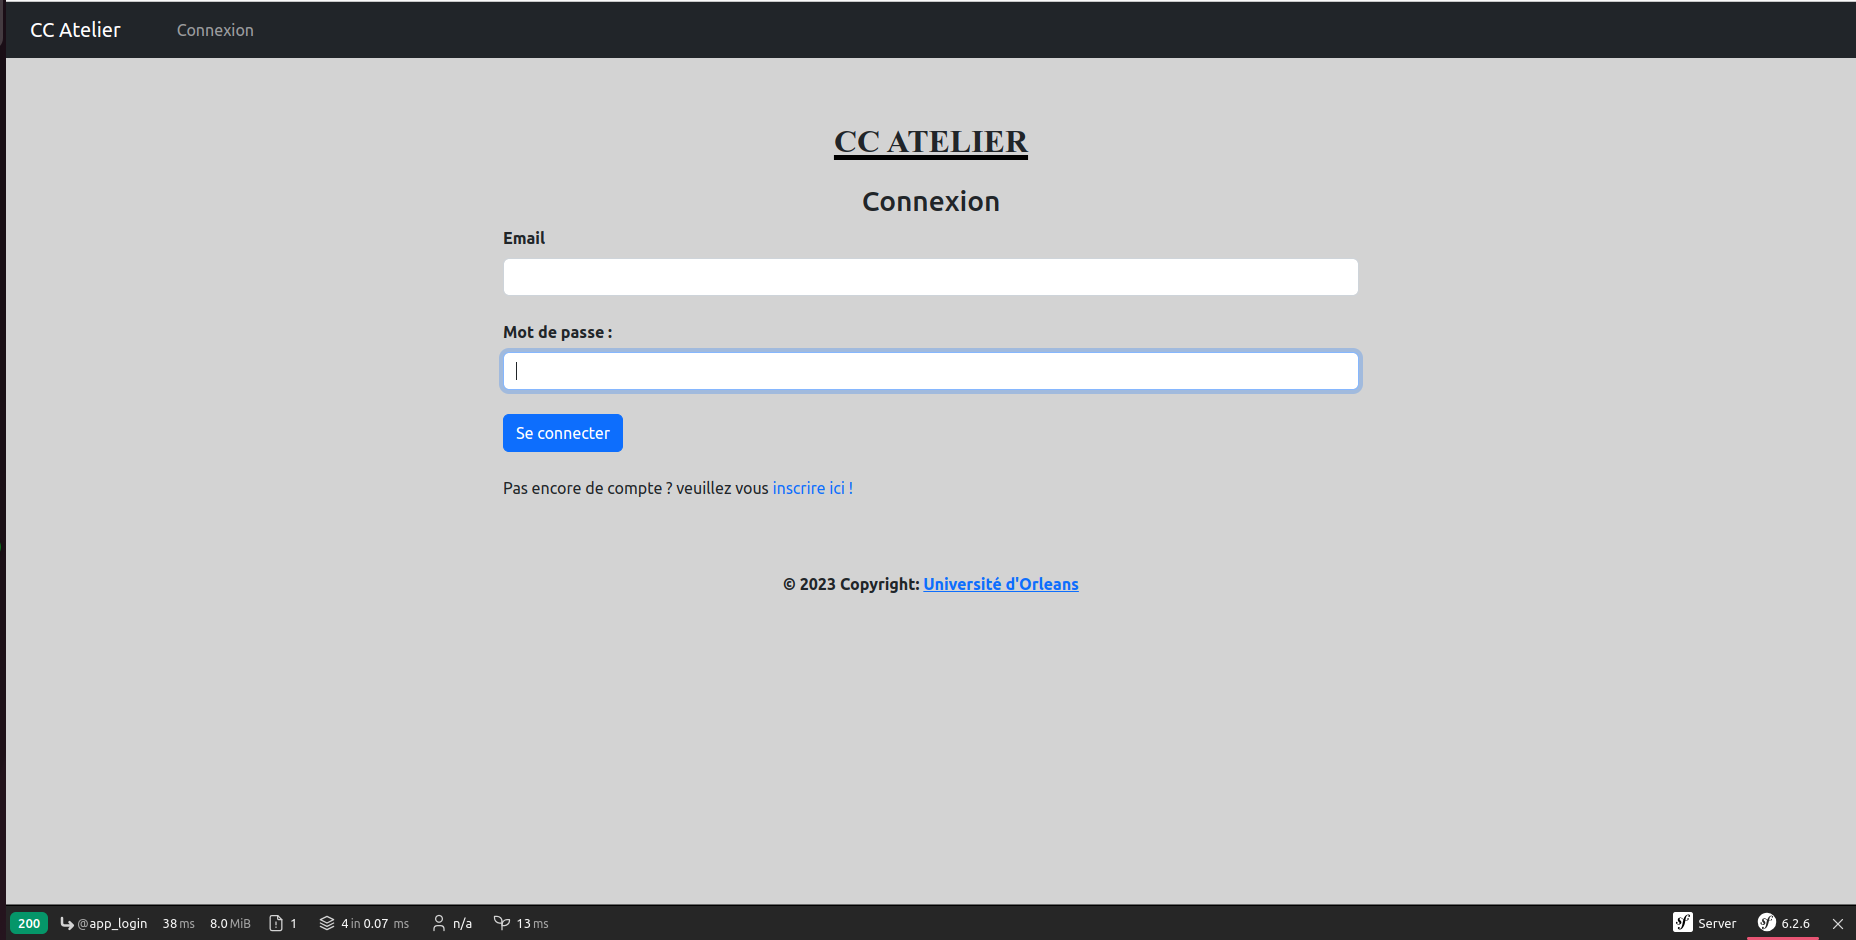 CC Atelier Connexion
CC ATELIER
Connexion
Email
Mot de passe :
Se connecter
Pas encore de compte ? veuillez vous inscrire ici !
© 2023 Copyright: Université d'Orleans
200 @app_login 38 ms 8.0 MiB 1 4 in 0.07 ms n/a 13 ms sf Server sf 6.2.6